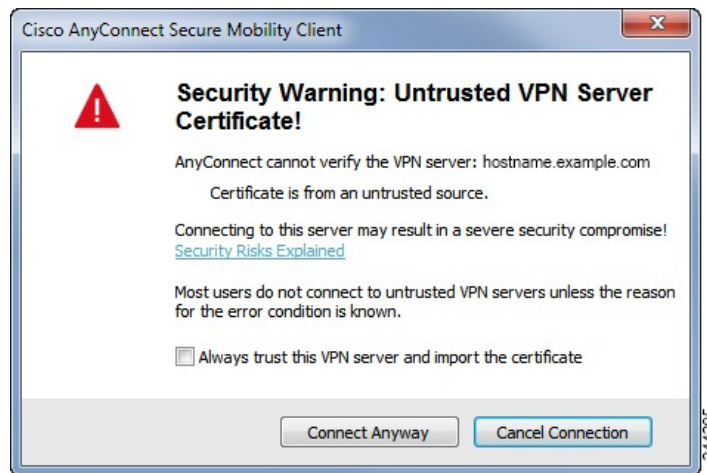 Cisco AnyConnect Secure Mobility Client
Security Warning: Untrusted VPN Server
Certificate!
AnyConnect cannot verify the VPN server: hostname.example.com
Certificate is from an untrusted source.
Connecting to this server may result in a severe security compromise!
Security Risks Explained
Most users do not connect to untrusted VPN servers unless the reason
for the error condition is known.
Always trust this VPN server and import the certificate
Connect Anyway
Cancel Connection